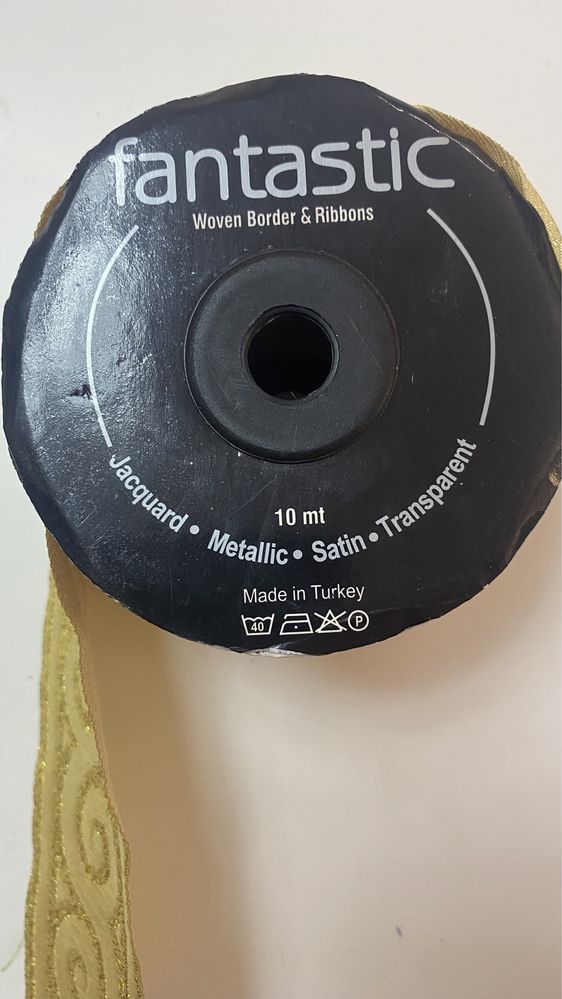 fantastic
Woven Border & Ribbons
10 mt
Jacquard • Metallic • Satin • Transparent
Made in Turkey
40 P